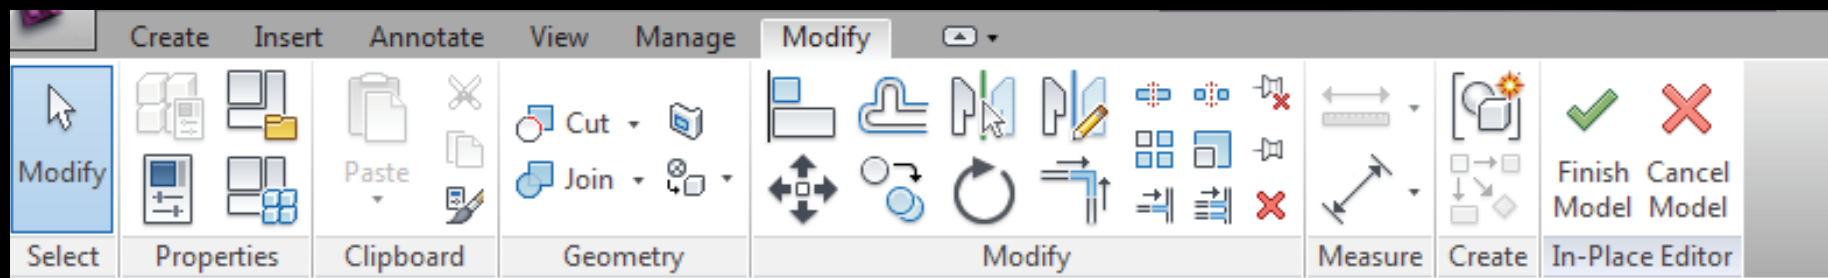 Create Insert Annotate View Manage Modify
Modify
Paste
Cut
Join
Finish Model
Cancel Model
Select Properties Clipboard Geometry Modify Measure Create In-Place Editor